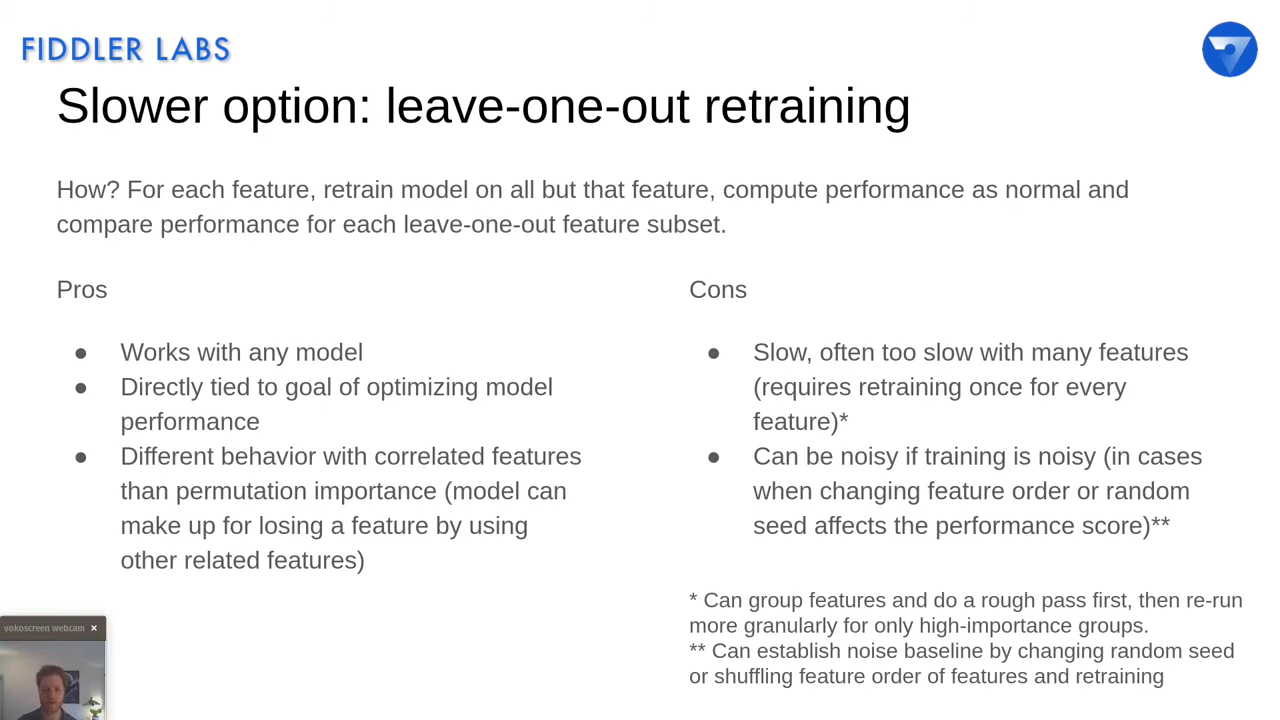 FIDDLER LABS
Slower option: leave-one-out retraining
How? For each feature, retrain model on all but that feature, compute performance as normal and
compare performance for each leave-one-out feature subset.
Pros
● Works with any model
● Directly tied to goal of optimizing model
performance
● Different behavior with correlated features
than permutation importance (model can
make up for losing a feature by using
other related features)
Cons
● Slow, often too slow with many features
(requires retraining once for every
feature)*
● Can be noisy if training is noisy (in cases
when changing feature order or random
seed affects the performance score)**
* Can group features and do a rough pass first, then re-run
more granularly for only high-importance groups.
** Can establish noise baseline by changing random seed
or shuffling feature order of features and retraining
vokoscreen webcam ×